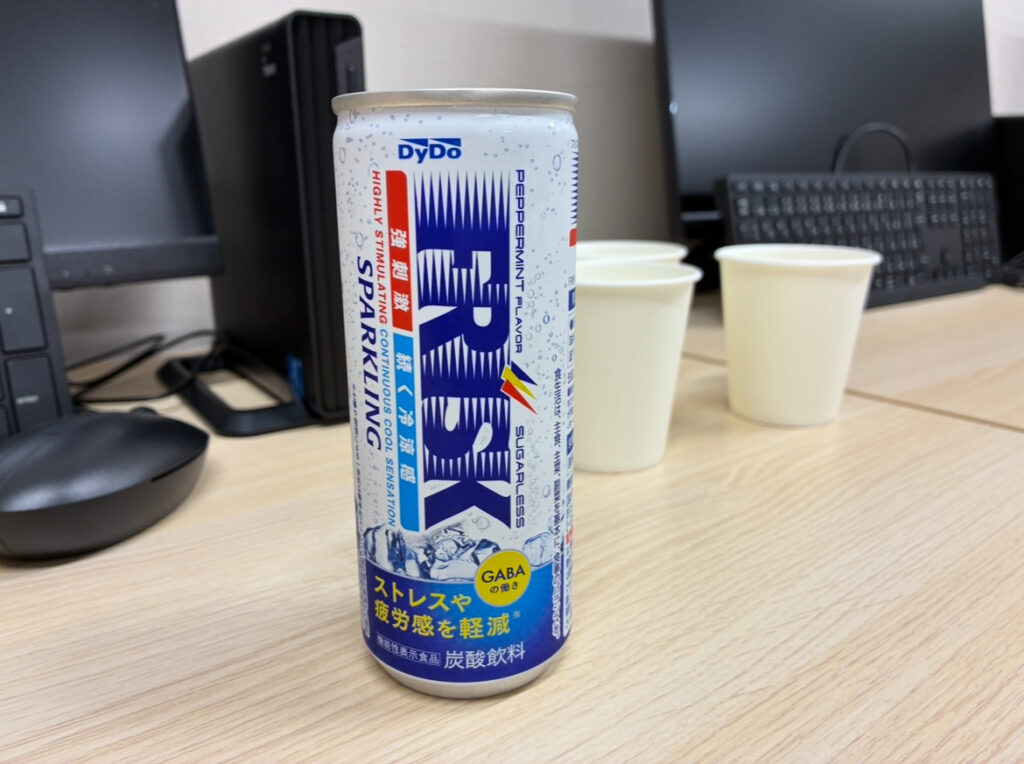 DyDo
PEPPERMINT FLAVOR
SUGARLESS
FRISK
強刺激
続く冷涼感
HIGHLY STIMULATING
CONTINUOUS COOL SENSATION
SPARKLING
GABA
の働き
ストレスや
疲労感を軽減※
機能性表示食品 炭酸飲料